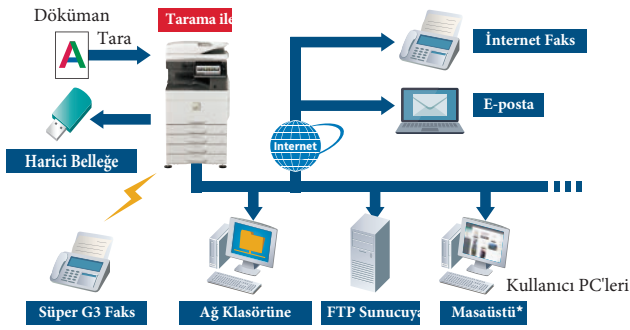 Döküman
Tara
A
Tarama ile
İnternet Faks
E-posta
Internet
Harici Belleğe
Kullanıcı PC'leri
Süper G3 Faks
Ağ Klasörüne
FTP Sunucuya
Masaüstü*